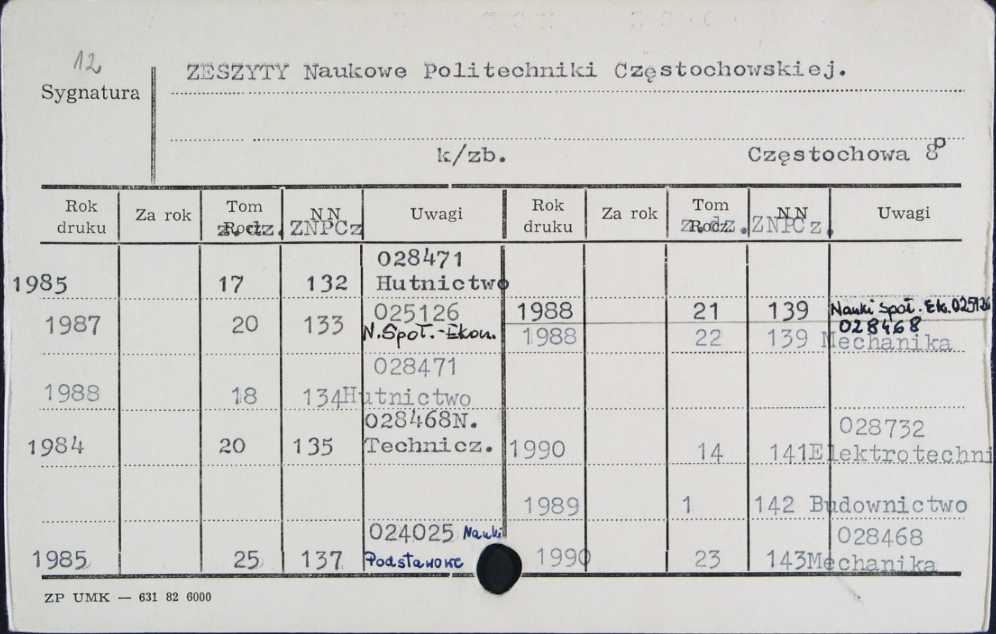 12
Sygnatura
ZESZYTY Naukowe Politechniki Częstochowskiej.
k/zb. Częstochowa 8º
Rok druku Za rok Tom Rocz. z.dz. NN ZNPCz Uwagi Rok druku Za rok Tom Rocz. z.dz. NN ZNPCz. Uwagi
1985 17 132 028471 Hutnictwo
1987 20 133 025126 N.Społ.-Ekon.
1988 18 134 028471 Hutnictwo
1984 20 135 028468 N. Technicz.
1985 25 137 024025 Nauki Podstawowe
1988 21 139 Nauki Społ. Ek. 025126
1988 22 139 028468 Mechanika
1990 14 141 028732 Elektrotechni
1989 1 142 Budownictwo
1990 23 143 028468 Mechanika
ZP UMK — 631 82 6000